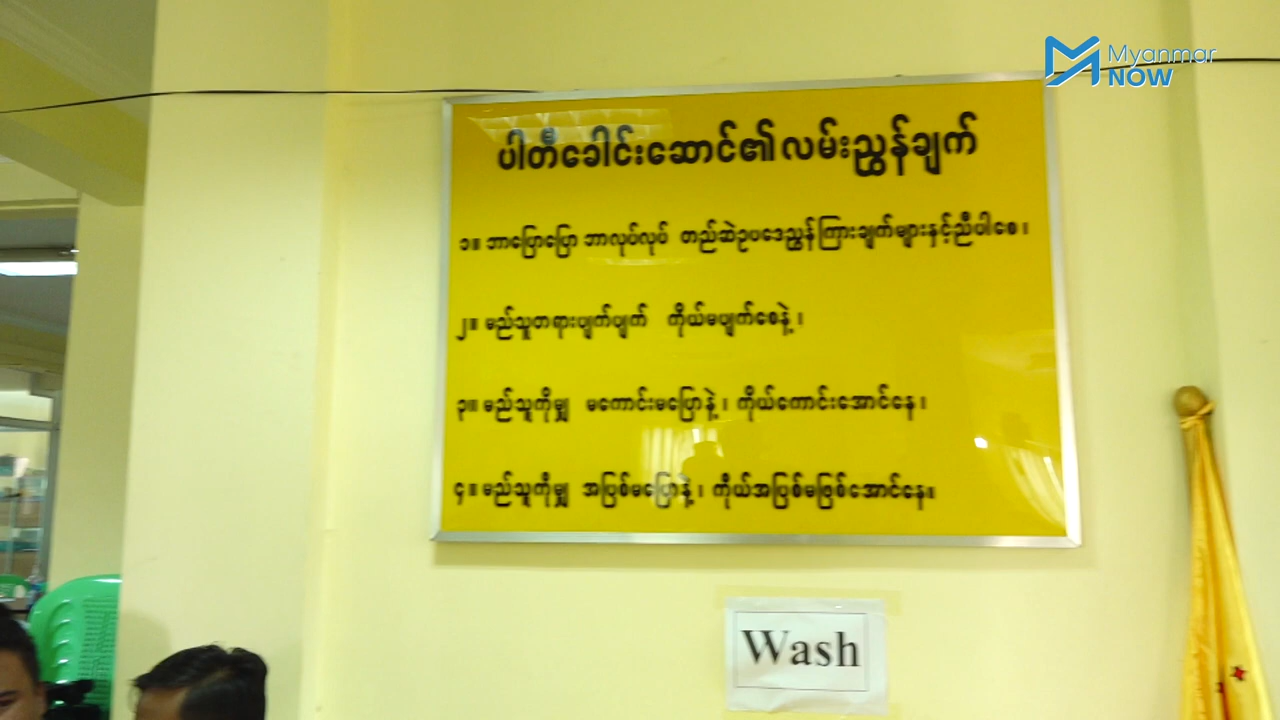 Myanmar
NOW
ပါတီခေါင်းဆောင်၏လမ်းညွှန်ချက်
၁။ ဘာပြောပြော ဘာလုပ်လုပ် တည်ဆဲဥပဒေညွှန်ကြားချက်များနှင့်ညီပါစေ၊
၂။ မည်သူတရားပျက်ပျက် ကိုယ်မပျက်စေနဲ့၊
၃။ မည်သူကိုမျှ မကောင်းမပြောနဲ့၊ ကိုယ်ကောင်းအောင်နေ၊
၄။ မည်သူကိုမျှ အပြစ်မပြောနဲ့၊ ကိုယ်အပြစ်မဖြစ်အောင်နေ။
Wash